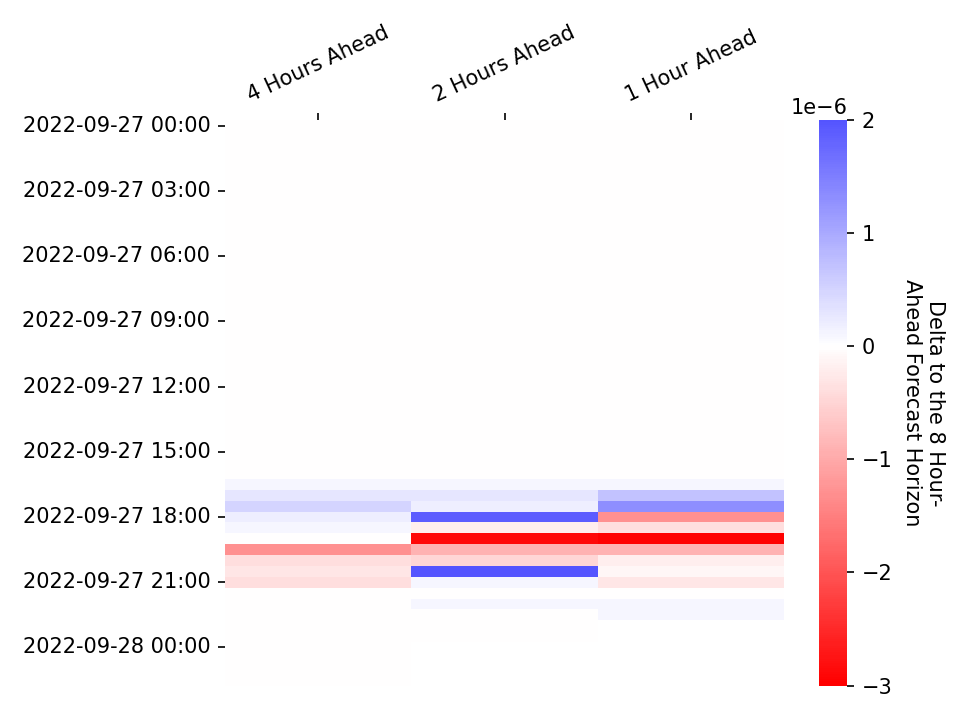 4 Hours Ahead
2 Hours Ahead
1 Hour Ahead
2022-09-27 00:00
2022-09-27 03:00
2022-09-27 06:00
2022-09-27 09:00
2022-09-27 12:00
2022-09-27 15:00
2022-09-27 18:00
2022-09-27 21:00
2022-09-28 00:00
1e−6
2
1
0
−1
−2
−3
Delta to the 8 Hour-
Ahead Forecast Horizon